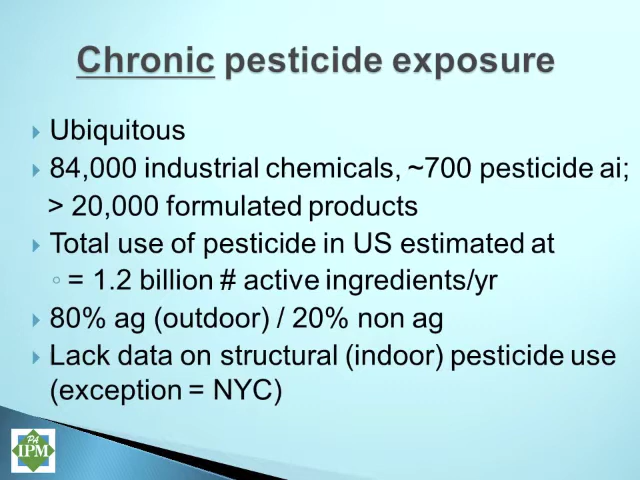 Chronic pesticide exposure
Ubiquitous
84,000 industrial chemicals, ~700 pesticide ai;
> 20,000 formulated products
Total use of pesticide in US estimated at
= 1.2 billion # active ingredients/yr
80% ag (outdoor) / 20% non ag
Lack data on structural (indoor) pesticide use
(exception = NYC)
PA
IPM